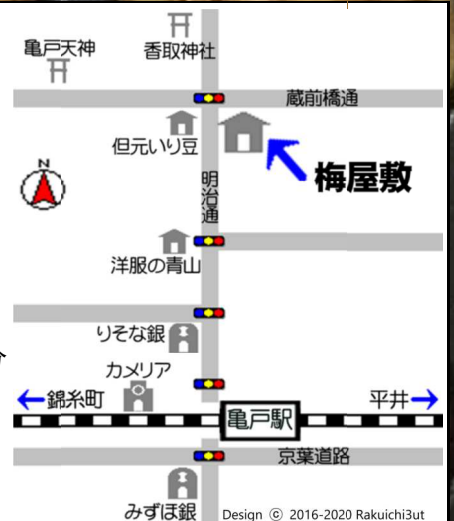 亀戸天神
香取神社
蔵前橋通
但元いり豆
梅屋敷
N
明治通
洋服の青山
りそな銀
カメリア
錦糸町
平井
亀戸駅
京葉道路
みずほ銀
Design ⓒ 2016-2020 Rakuichi3ut